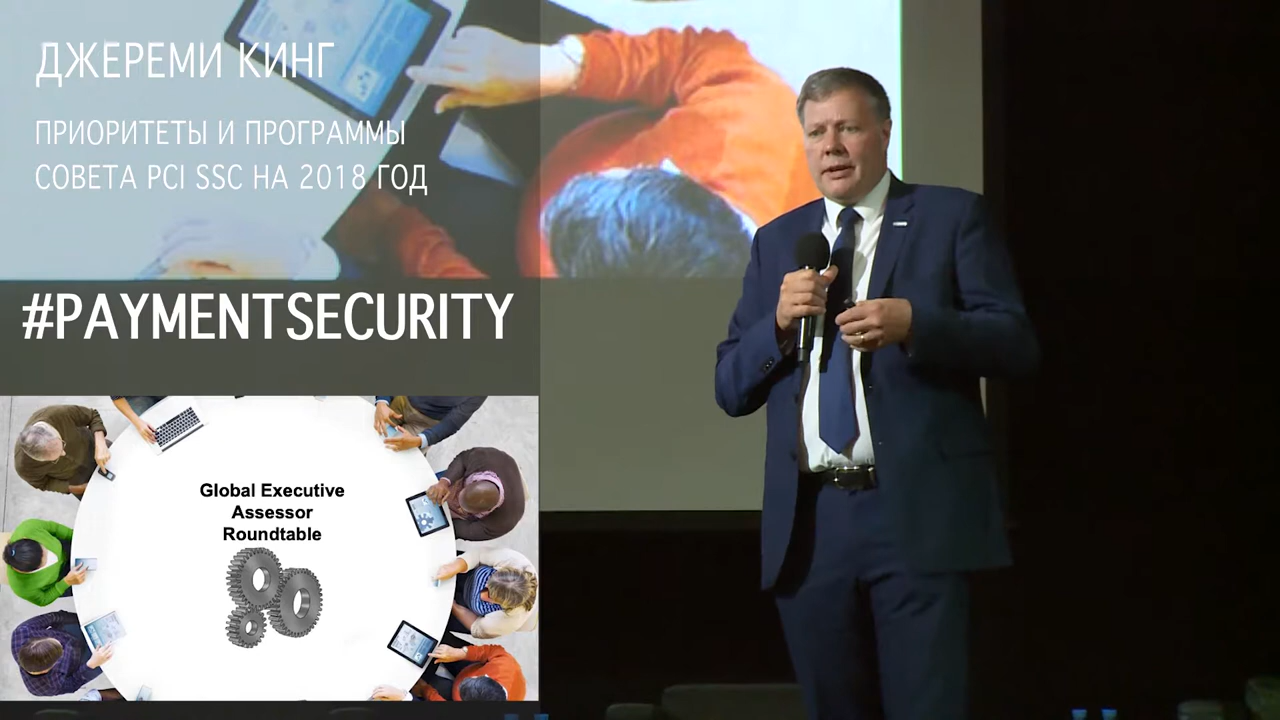 ДЖЕРЕМИ КИНГ
ПРИОРИТЕТЫ И ПРОГРАММЫ
СОВЕТА PCI SSC НА 2018 ГОД
#PAYMENTSECURITY
Global Executive
Assessor
Roundtable